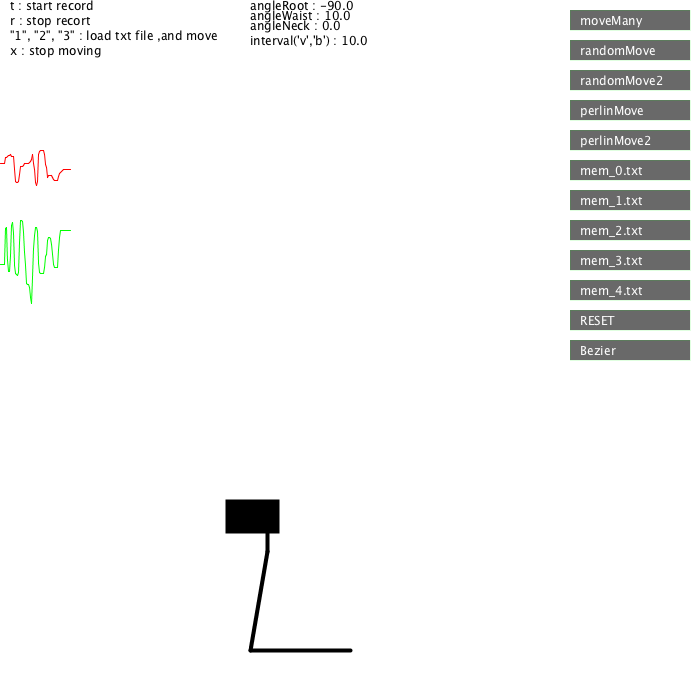 t : start record
r : stop recort
"1", "2", "3" : load txt file ,and move
x : stop moving
angleRoot : -90.0
angleWaist : 10.0
angleNeck : 0.0
interval('v','b') : 10.0
moveMany
randomMove
randomMove2
perlinMove
perlinMove2
mem_0.txt
mem_1.txt
mem_2.txt
mem_3.txt
mem_4.txt
RESET
Bezier